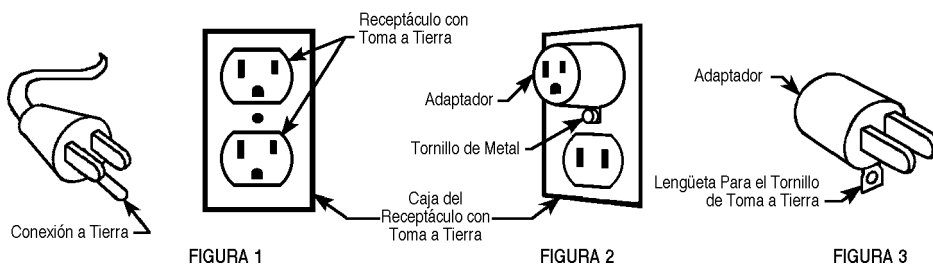 Receptáculo con
Toma a Tierra
Conexión a Tierra
FIGURA 1
Adaptador
Tornillo de Metal
Caja del
Receptáculo con
Toma a Tierra
FIGURA 2
Adaptador
Lengüeta Para el Tornillo
de Toma a Tierra
FIGURA 3